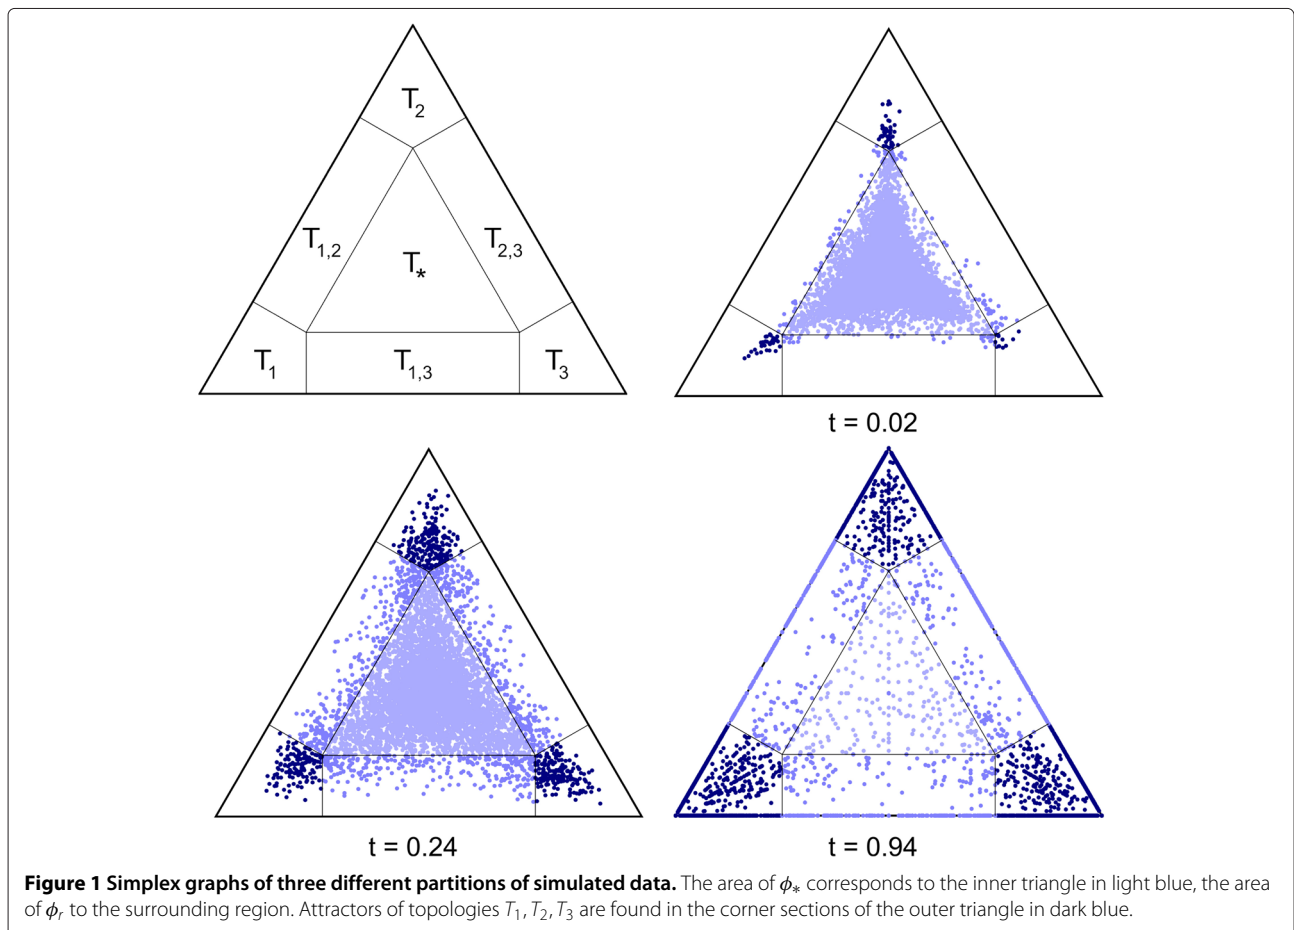 T2
T1,2
T2,3
T*
T1
T1,3
T3
t = 0.02
t = 0.24
t = 0.94
Figure 1 Simplex graphs of three different partitions of simulated data. The area of ϕ∗ corresponds to the inner triangle in light blue, the area
of ϕr to the surrounding region. Attractors of topologies T1, T2, T3 are found in the corner sections of the outer triangle in dark blue.